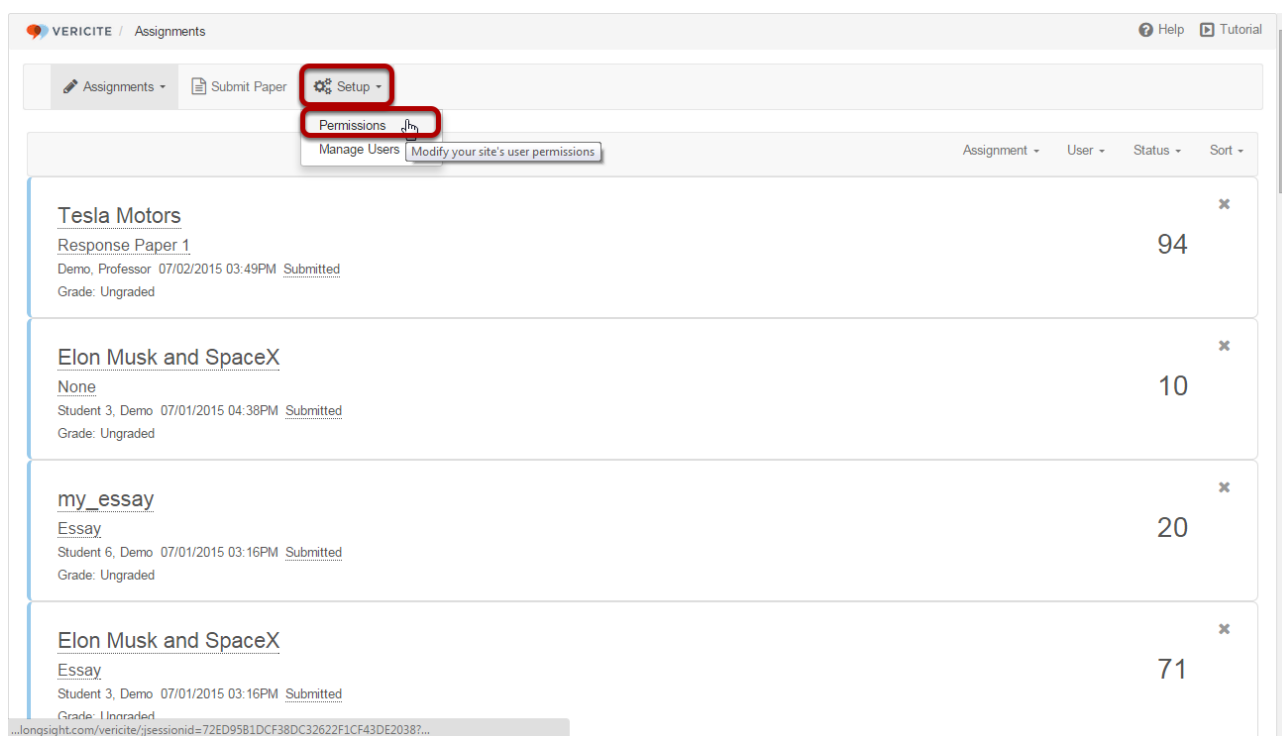 VERICITE / Assignments Help Tutorial
Assignments Submit Paper Setup
Permissions
Manage Users Modify your site's user permissions Assignment User Status Sort
Tesla Motors
Response Paper 1 94
Demo, Professor 07/02/2015 03:49PM Submitted
Grade: Ungraded
Elon Musk and SpaceX
None 10
Student 3, Demo 07/01/2015 04:38PM Submitted
Grade: Ungraded
my_essay
Essay 20
Student 6, Demo 07/01/2015 03:16PM Submitted
Grade: Ungraded
Elon Musk and SpaceX
Essay 71
Student 3, Demo 07/01/2015 03:16PM Submitted
Grade: Ungraded
...longsight.com/vericite/;jsessionid=72ED95B1DCF38DC32622F1CF43DE2038?...